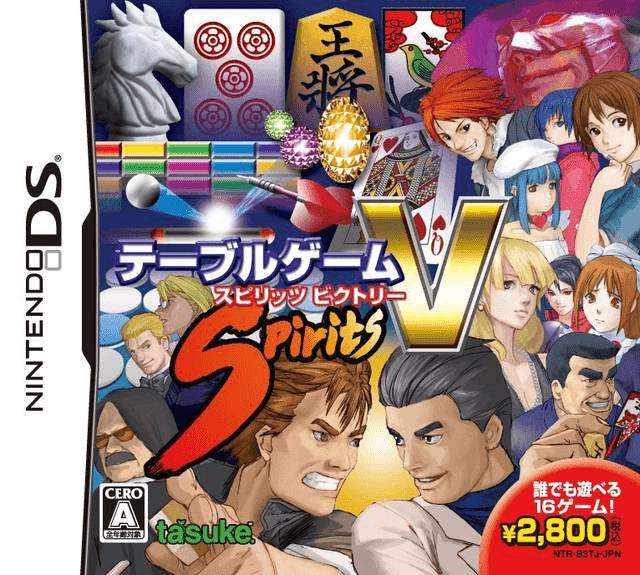 王將
Q
NINTENDO DS®
テーブルゲーム
スピリッツ ビクトリー
V
Spirits
CERO
A
全年齢対象
tasuke
誰でも遊べる
16ゲーム!
¥2,800(税込)
NTR-B3TJ-JPN